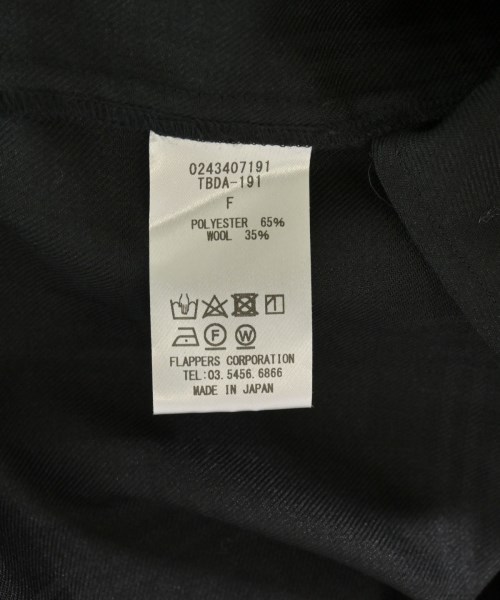 0243407191
TBDA-191
F
POLYESTER 65%
WOOL 35%
F W
FLAPPERS CORPORATION
TEL:03.5456.6866
MADE IN JAPAN